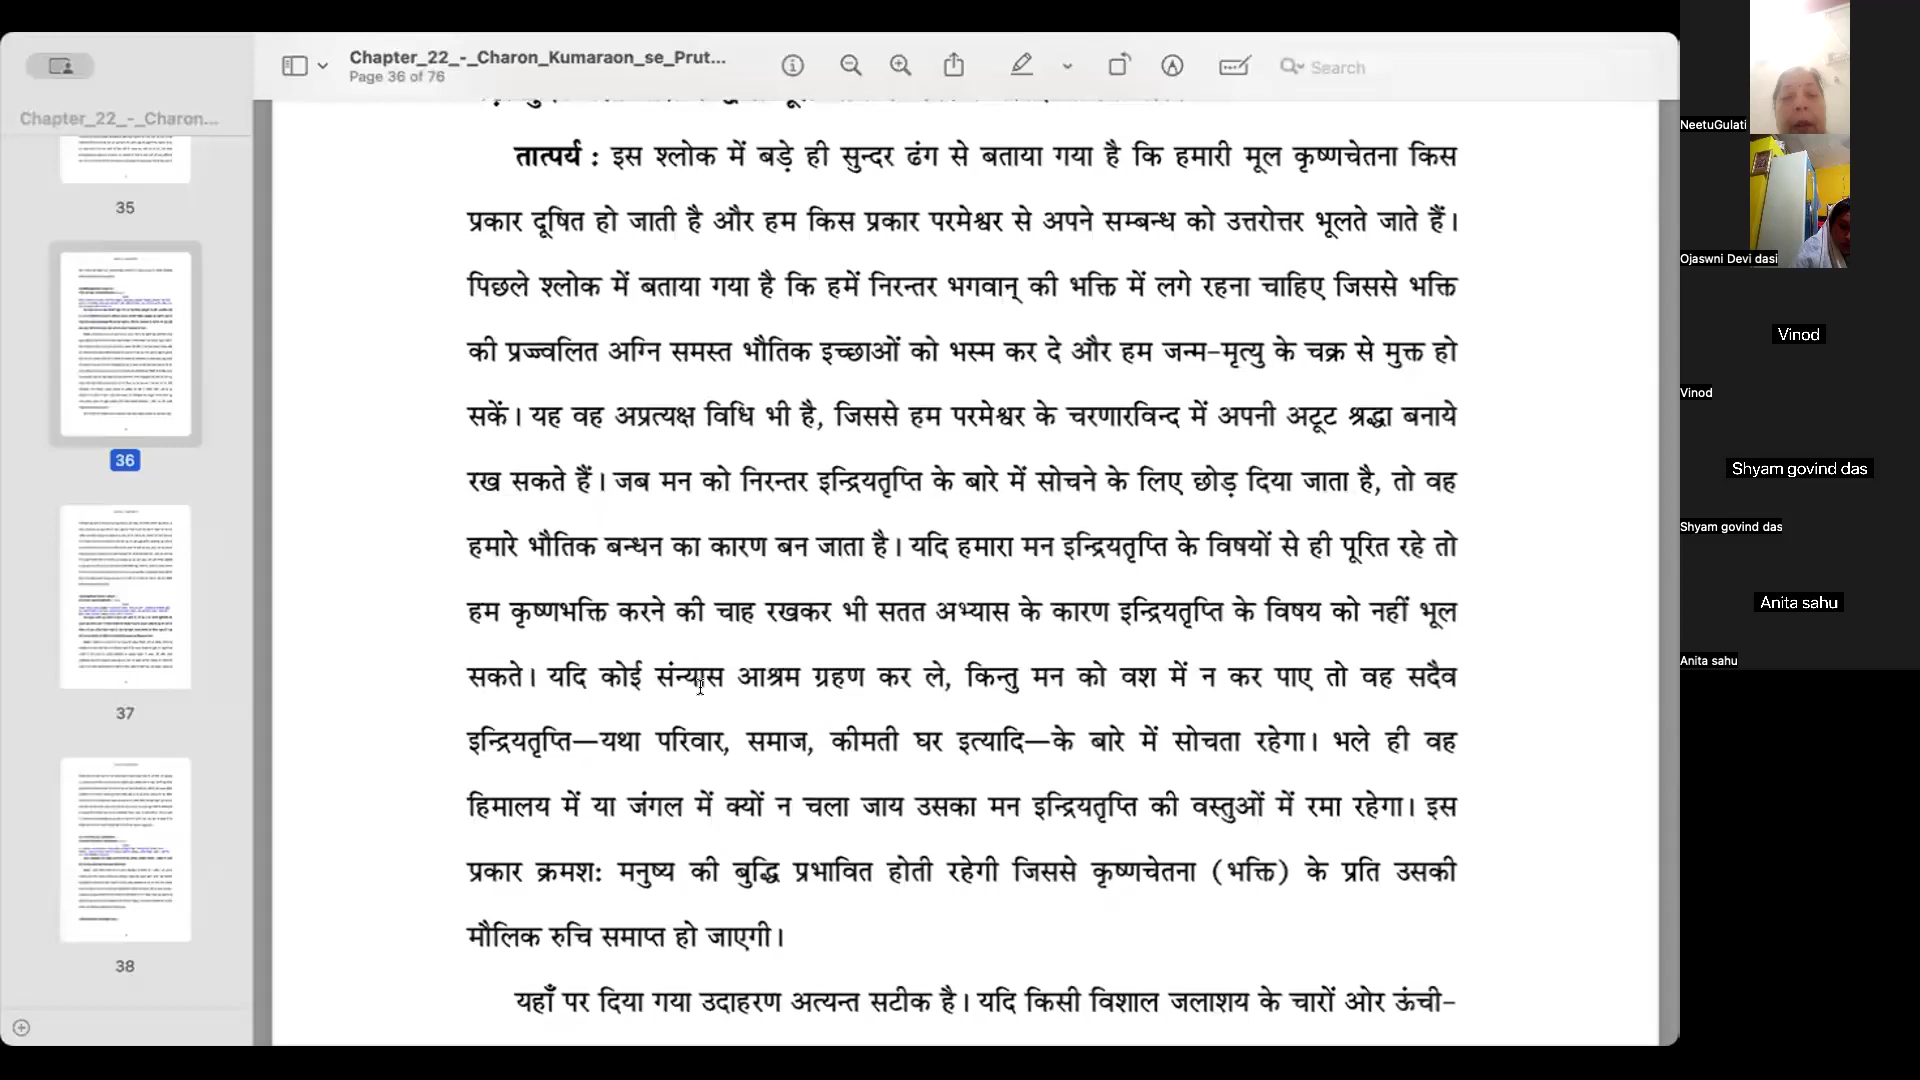 Chapter_22_-_Charon_Kumaraon_se_Prut...
Page 36 of 76
Search
Chapter_22_-_Charon...
35
36
37
38
तात्पर्य : इस श्लोक में बड़े ही सुन्दर ढंग से बताया गया है कि हमारी मूल कृष्णचेतना किस
प्रकार दूषित हो जाती है और हम किस प्रकार परमेश्वर से अपने सम्बन्ध को उत्तरोत्तर भूलते जाते हैं।
पिछले श्लोक में बताया गया है कि हमें निरन्तर भगवान् की भक्ति में लगे रहना चाहिए जिससे भक्ति
की प्रज्ज्वलित अग्नि समस्त भौतिक इच्छाओं को भस्म कर दे और हम जन्म-मृत्यु के चक्र से मुक्त हो
सकें। यह वह अप्रत्यक्ष विधि भी है, जिससे हम परमेश्वर के चरणारविन्द में अपनी अटूट श्रद्धा बनाये
रख सकते हैं। जब मन को निरन्तर इन्द्रियतृप्ति के बारे में सोचने के लिए छोड़ दिया जाता है, तो वह
हमारे भौतिक बन्धन का कारण बन जाता है। यदि हमारा मन इन्द्रियतृप्ति के विषयों से ही पूरित रहे तो
हम कृष्णभक्ति करने की चाह रखकर भी सतत अभ्यास के कारण इन्द्रियतृप्ति के विषय को नहीं भूल
सकते। यदि कोई संन्यास आश्रम ग्रहण कर ले, किन्तु मन को वश में न कर पाए तो वह सदैव
इन्द्रियतृप्ति—यथा परिवार, समाज, कीमती घर इत्यादि—के बारे में सोचता रहेगा। भले ही वह
हिमालय में या जंगल में क्यों न चला जाय उसका मन इन्द्रियतृप्ति की वस्तुओं में रमा रहेगा। इस
प्रकार क्रमश: मनुष्य की बुद्धि प्रभावित होती रहेगी जिससे कृष्णचेतना (भक्ति) के प्रति उसकी
मौलिक रुचि समाप्त हो जाएगी।
यहाँ पर दिया गया उदाहरण अत्यन्त सटीक है। यदि किसी विशाल जलाशय के चारों ओर ऊंची-
NeetuGulati
Ojaswni Devi dasi
Vinod
Vinod
Shyam govind das
Shyam govind das
Anita sahu
Anita sahu